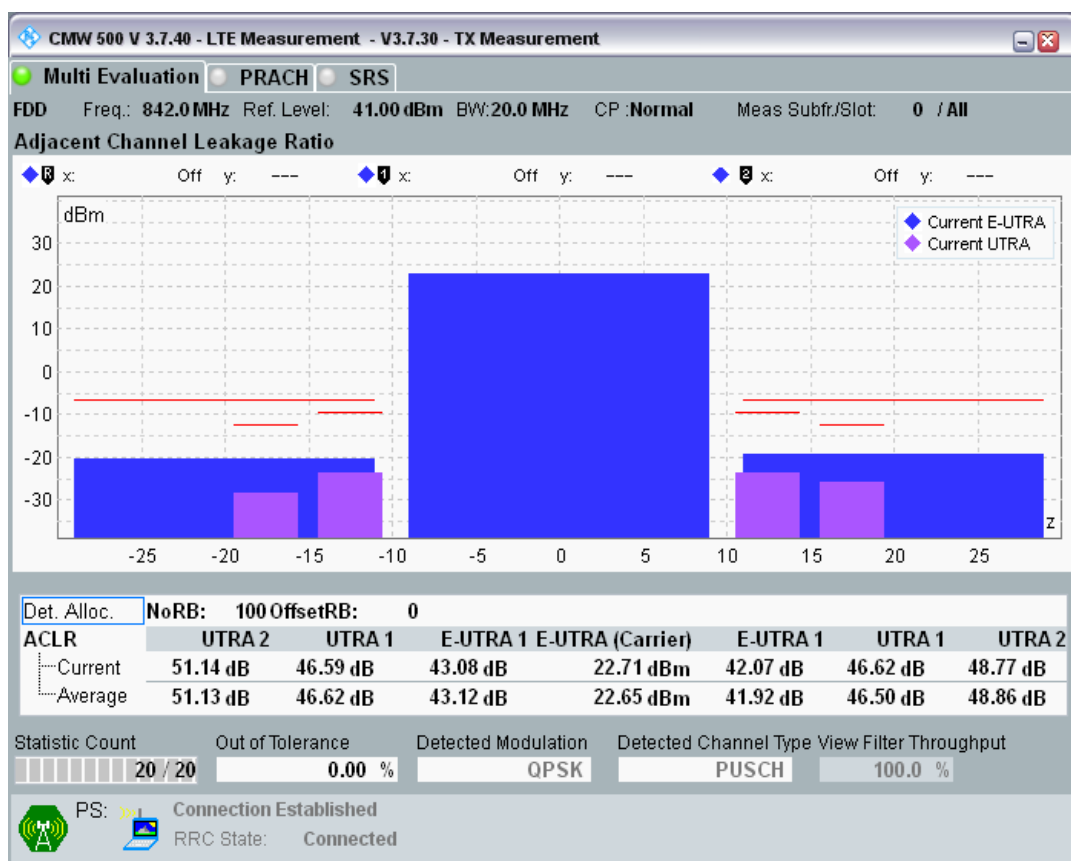 CMW 500 V 3.7.40 - LTE Measurement - V3.7.30 - TX Measurement
Multi Evaluation PRACH SRS
FDD Freq.: 842.0 MHz Ref. Level: 41.00 dBm BW:20.0 MHz CP :Normal Meas Subfr./Slot: 0 / All
Adjacent Channel Leakage Ratio
R x: Off y: --- 1 x: Off y: --- 2 x: Off y: ---
dBm
Current E-UTRA
Current UTRA
30
20
10
0
-10
-20
-30
z
-25 -20 -15 -10 -5 0 5 10 15 20 25
Det. Alloc. NoRB: 100 OffsetRB: 0
ACLR UTRA 2 UTRA 1 E-UTRA 1 E-UTRA (Carrier) E-UTRA 1 UTRA 1 UTRA 2
Current 51.14 dB 46.59 dB 43.08 dB 22.71 dBm 42.07 dB 46.62 dB 48.77 dB
Average 51.13 dB 46.62 dB 43.12 dB 22.65 dBm 41.92 dB 46.50 dB 48.86 dB
Statistic Count Out of Tolerance Detected Modulation Detected Channel Type View Filter Throughput
20 / 20 0.00 % QPSK PUSCH 100.0 %
PS: Connection Established
RRC State: Connected